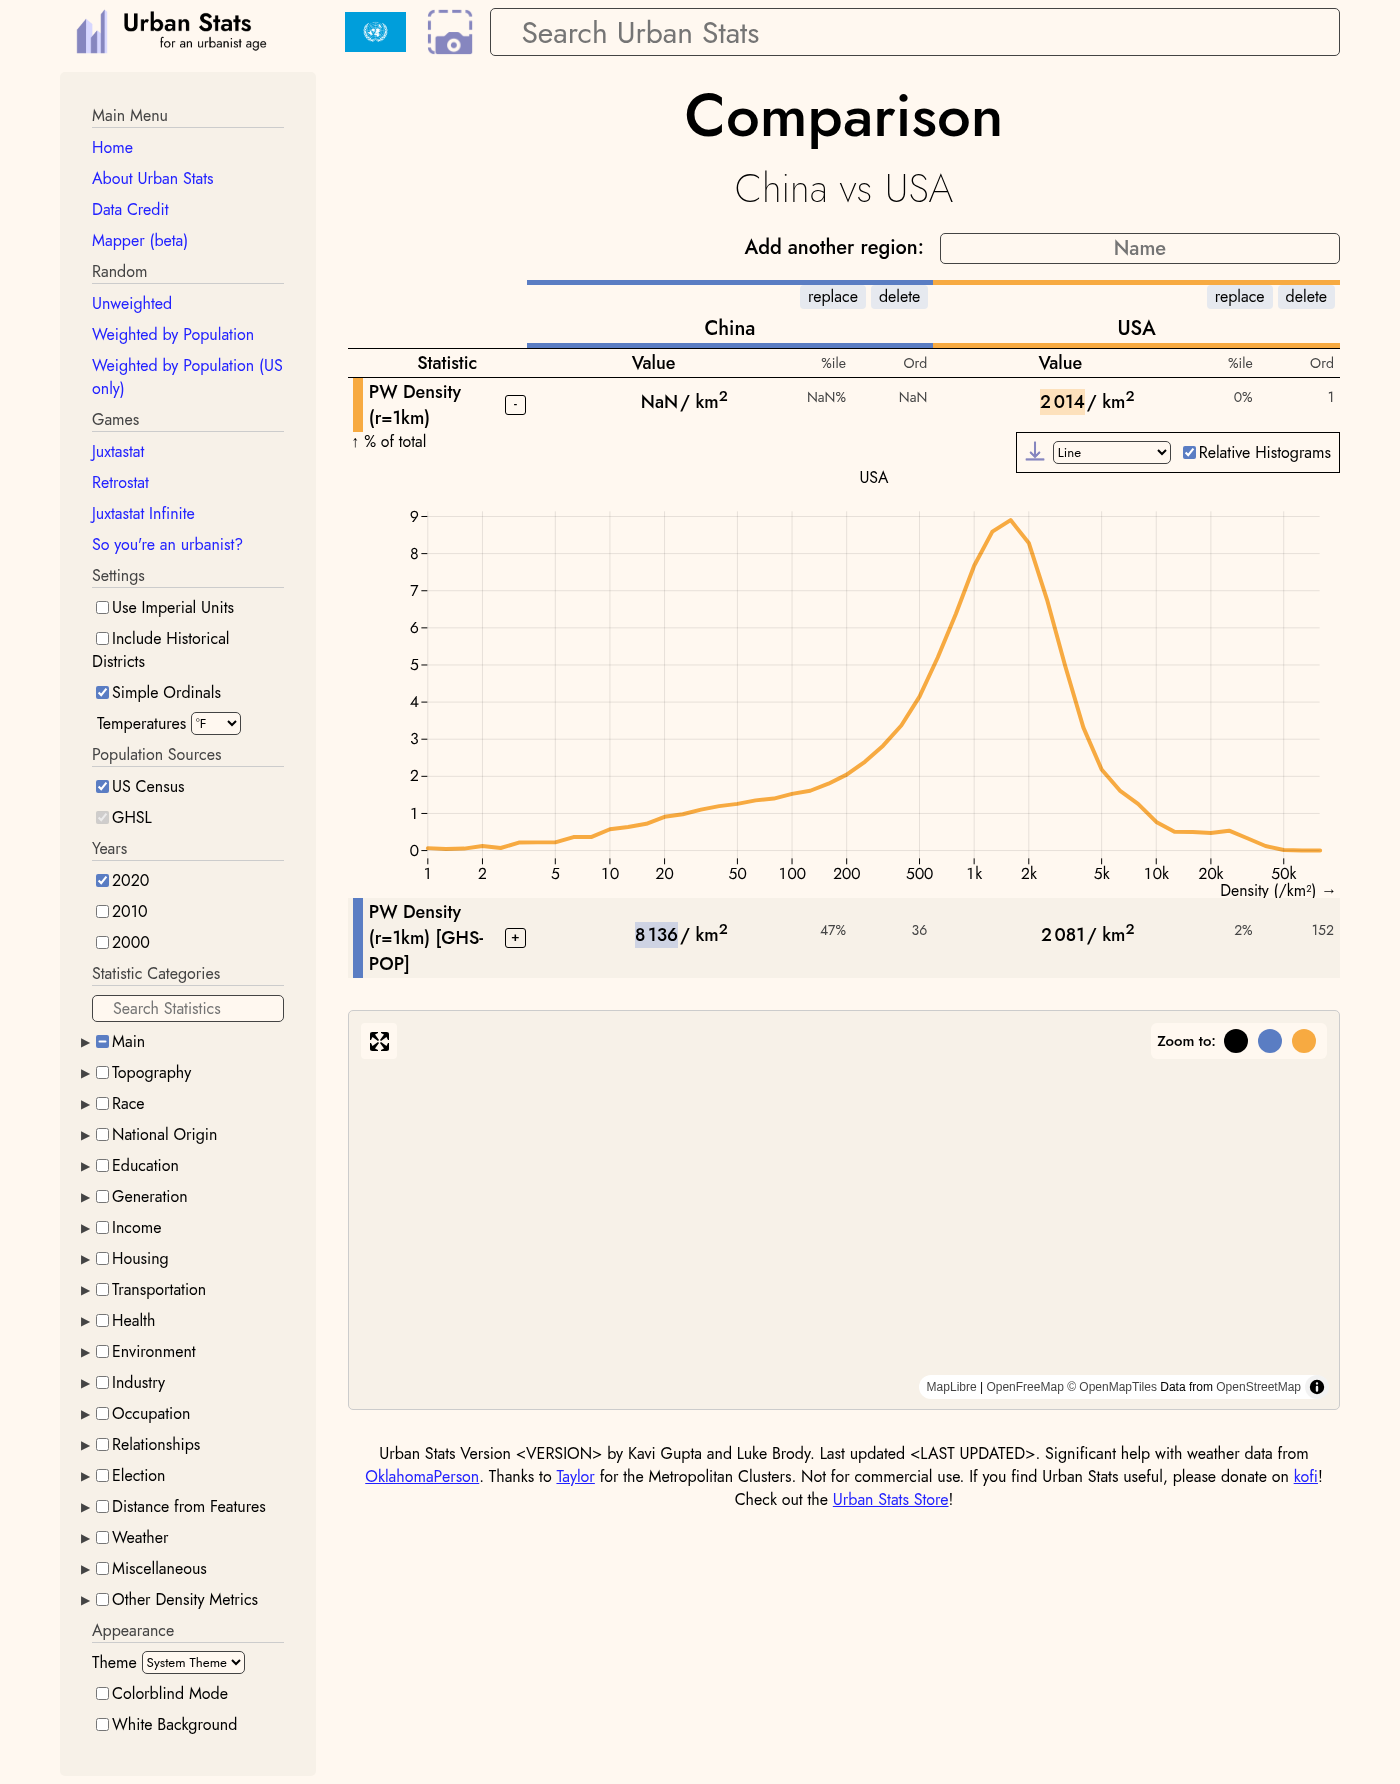 Urban Stats
for an urbanist age
Search Urban Stats
Main Menu
Home
About Urban Stats
Data Credit
Mapper (beta)
Random
Unweighted
Weighted by Population
Weighted by Population (US
only)
Games
Juxtastat
Retrostat
Juxtastat Infinite
So you're an urbanist?
Settings
Use Imperial Units
Include Historical
Districts
Simple Ordinals
Temperatures °F
Population Sources
US Census
GHSL
Years
2020
2010
2000
Statistic Categories
Search Statistics
Main
Topography
Race
National Origin
Education
Generation
Income
Housing
Transportation
Health
Environment
Industry
Occupation
Relationships
Election
Distance from Features
Weather
Miscellaneous
Other Density Metrics
Appearance
Theme System Theme
Colorblind Mode
White Background
Comparison
China vs USA
Add another region: Name
replace delete replace delete
China USA
Statistic Value %ile Ord Value %ile Ord
PW Density
(r=1km) - NaN / km² NaN% NaN 2 014 / km² 0% 1
↑ % of total
Line Relative Histograms
USA
9
8
7
6
5
4
3
2
1
0
1 2 5 10 20 50 100 200 500 1k 2k 5k 10k 20k 50k
Density (/km²) →
PW Density
(r=1km) [GHS-
POP] + 8 136 / km² 47% 36 2 081 / km² 2% 152
Zoom to:
MapLibre | OpenFreeMap © OpenMapTiles Data from OpenStreetMap
Urban Stats Version <VERSION> by Kavi Gupta and Luke Brody. Last updated <LAST UPDATED>. Significant help with weather data from
OklahomaPerson. Thanks to Taylor for the Metropolitan Clusters. Not for commercial use. If you find Urban Stats useful, please donate on kofi!
Check out the Urban Stats Store!